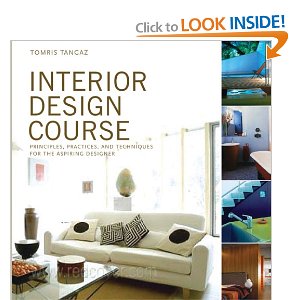 Click to LOOK INSIDE!
TOMRIS TANGAZ
INTERIOR
DESIGN
COURSE
PRINCIPLES, PRACTICES, AND TECHNIQUES
FOR THE ASPIRING DESIGNER